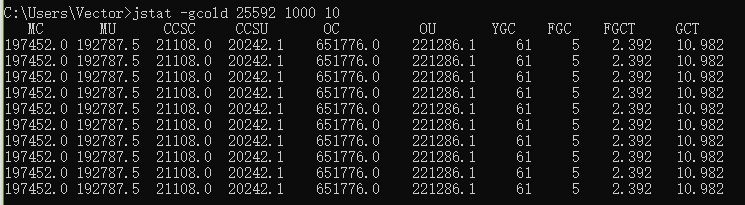 C:\Users\Vector>jstat -gcold 25592 1000 10
MC MU CCSC CCSU OC OU YGC FGC FGCT GCT
197452.0 192787.5 21108.0 20242.1 651776.0 221286.1 61 5 2.392 10.982
197452.0 192787.5 21108.0 20242.1 651776.0 221286.1 61 5 2.392 10.982
197452.0 192787.5 21108.0 20242.1 651776.0 221286.1 61 5 2.392 10.982
197452.0 192787.5 21108.0 20242.1 651776.0 221286.1 61 5 2.392 10.982
197452.0 192787.5 21108.0 20242.1 651776.0 221286.1 61 5 2.392 10.982
197452.0 192787.5 21108.0 20242.1 651776.0 221286.1 61 5 2.392 10.982
197452.0 192787.5 21108.0 20242.1 651776.0 221286.1 61 5 2.392 10.982
197452.0 192787.5 21108.0 20242.1 651776.0 221286.1 61 5 2.392 10.982
197452.0 192787.5 21108.0 20242.1 651776.0 221286.1 61 5 2.392 10.982
197452.0 192787.5 21108.0 20242.1 651776.0 221286.1 61 5 2.392 10.982